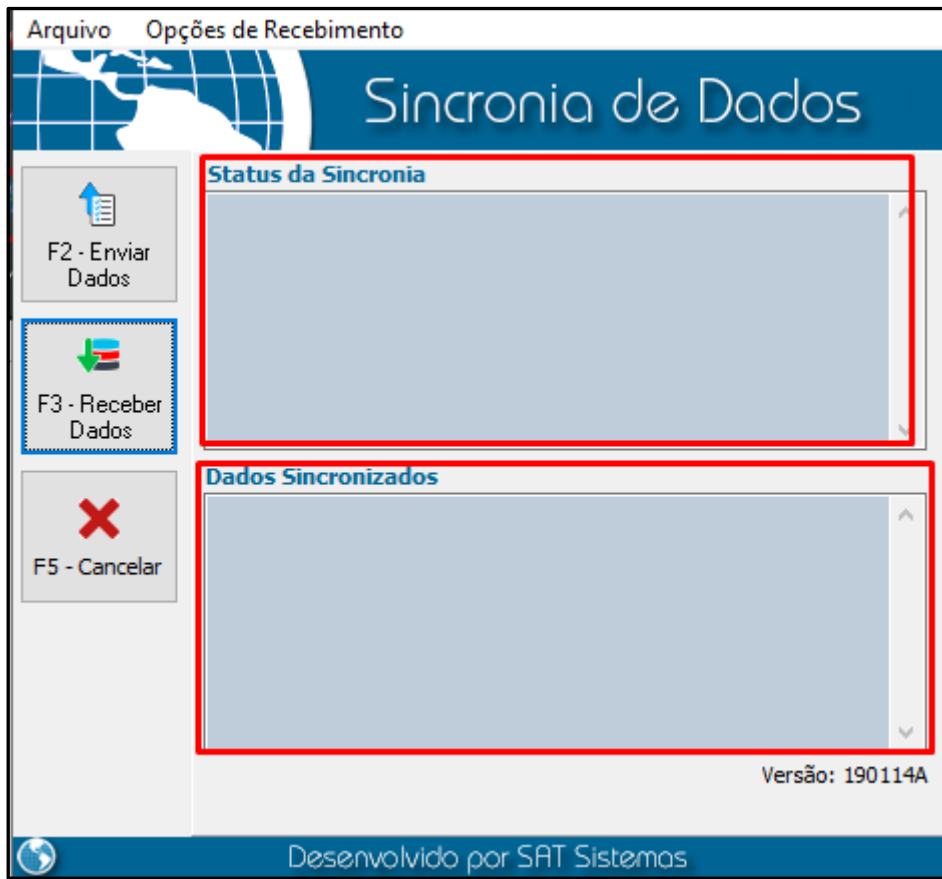 Arquivo Opções de Recebimento
Sincronia de Dados
F2 - Enviar
Dados
F3 - Receber
Dados
F5 - Cancelar
Status da Sincronia
Dados Sincronizados
Versão: 190114A
Desenvolvido por SAT Sistemas